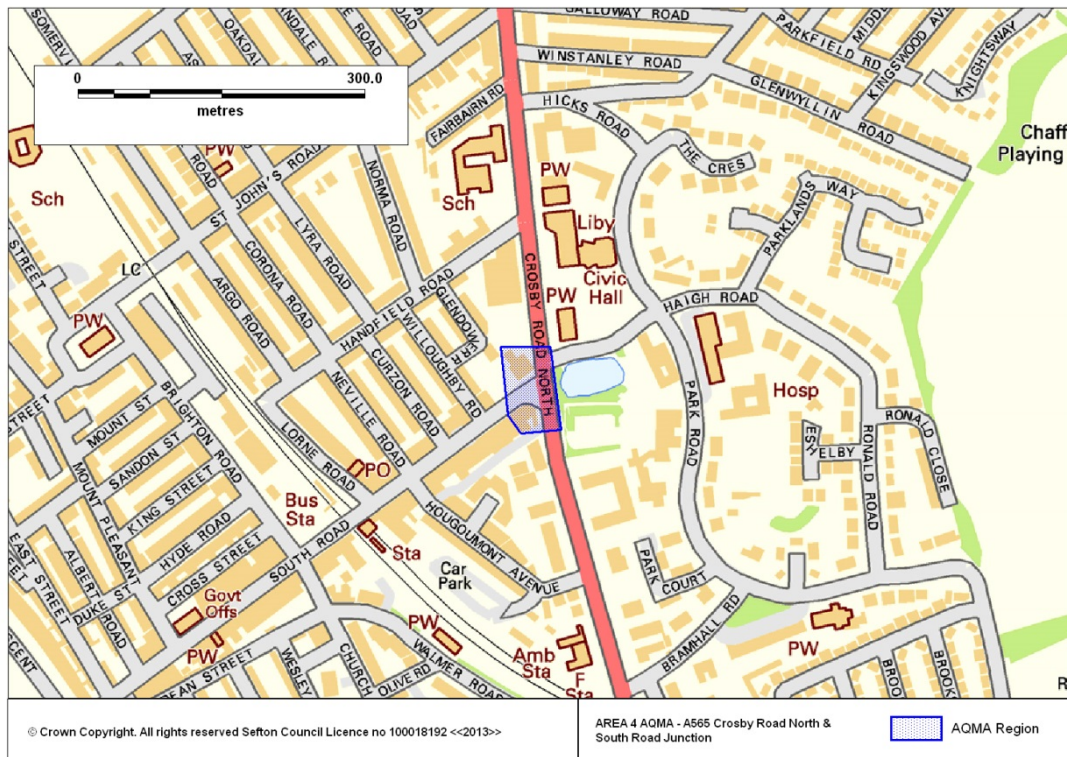 GALLOWAY ROAD
PARKFIELD RD
KINGSWOOD AVE
KNIGHTSWAY
WINSTANLEY ROAD
GLENWYLLIN ROAD
0 300.0
metres
FAIRBAIRN RD
HICKS ROAD
THE CRES
Chaff
Playing
PW
Sch
ST JOHN'S ROAD
NORMA ROAD
Sch
PW
Liby
Civic
Hall
PARKLANDS WAY
STREET
LC
LYRA ROAD
CORONA ROAD
ARGO ROAD
HANDFIELD ROAD
GLENDOWER
WILLOUGHBY RD
CURZON ROAD
NEVILLE ROAD
CROSBY ROAD NORTH
PW
HAIGH ROAD
PW
Hosp
PARK ROAD
RONALD CLOSE
RONALD ROAD
ESHELBY
MOUNT ST
BRIGHTON ROAD
SANDON ST
KING STREET
MOUNT PLEASANT
HYDE ROAD
CROSS STREET
LORNE ROAD
PO
Bus
Sta
Sta
SOUTH ROAD
HOUGOUMONT AVENUE
Car
Park
PARK COURT
BRAMHALL RD
EAST STREET
ALBERT ROAD
DUKE ST
Govt
Offs
PW
DEAN STREET
WESLEY
CHURCH
OLIVE RD
WALMER ROAD
PW
Amb
Sta
F
Sta
PW
BROOK
BROOK
R
© Crown Copyright. All rights reserved Sefton Council Licence no 100018192 <<2013>>
AREA 4 AQMA - A565 Crosby Road North &
South Road Junction
AQMA Region